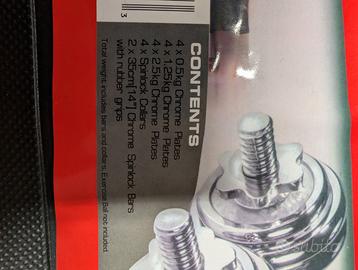 CONTENTS
4 x 0.5kg Chrome Plates
4 x 1.25kg Chrome Plates
4 x 2.5kg Chrome Plates
4 x Spinlock Collars
2 x 35cm(14") Chrome Spinlock Bars
with rubber grips
Total weight includes bars and collars. Exercise Ball not included.
3
subito